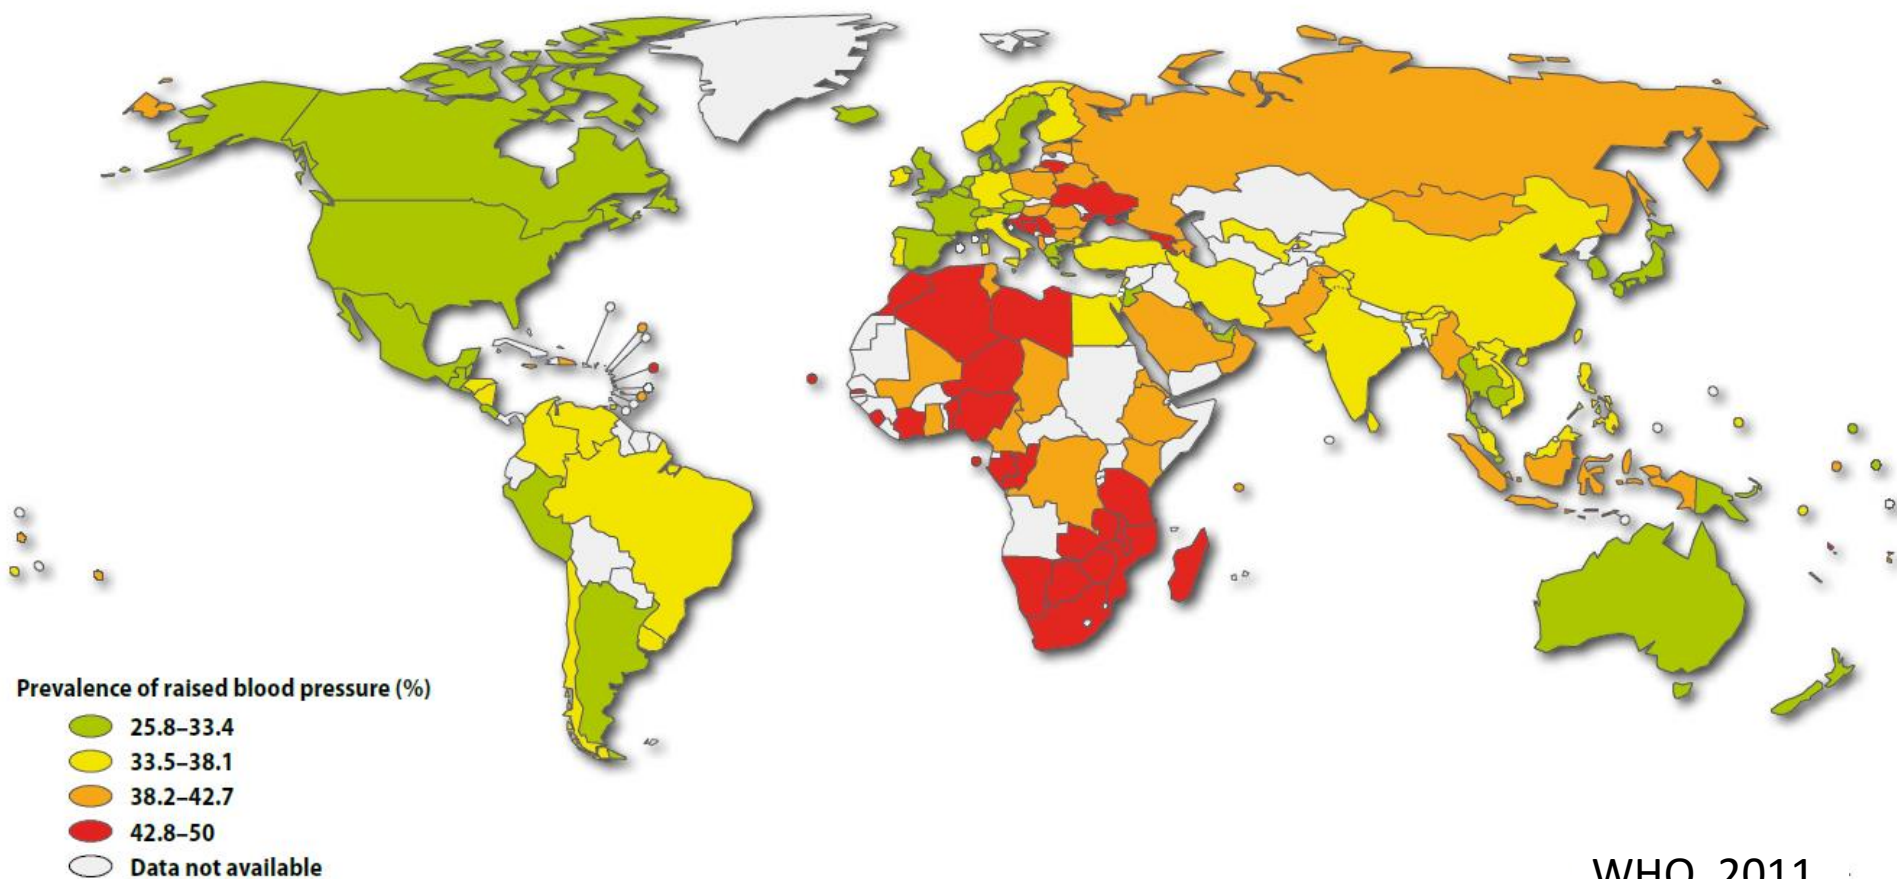 Prevalence of raised blood pressure (%)
25.8–33.4
33.5–38.1
38.2–42.7
42.8–50
Data not available
WHO, 2011